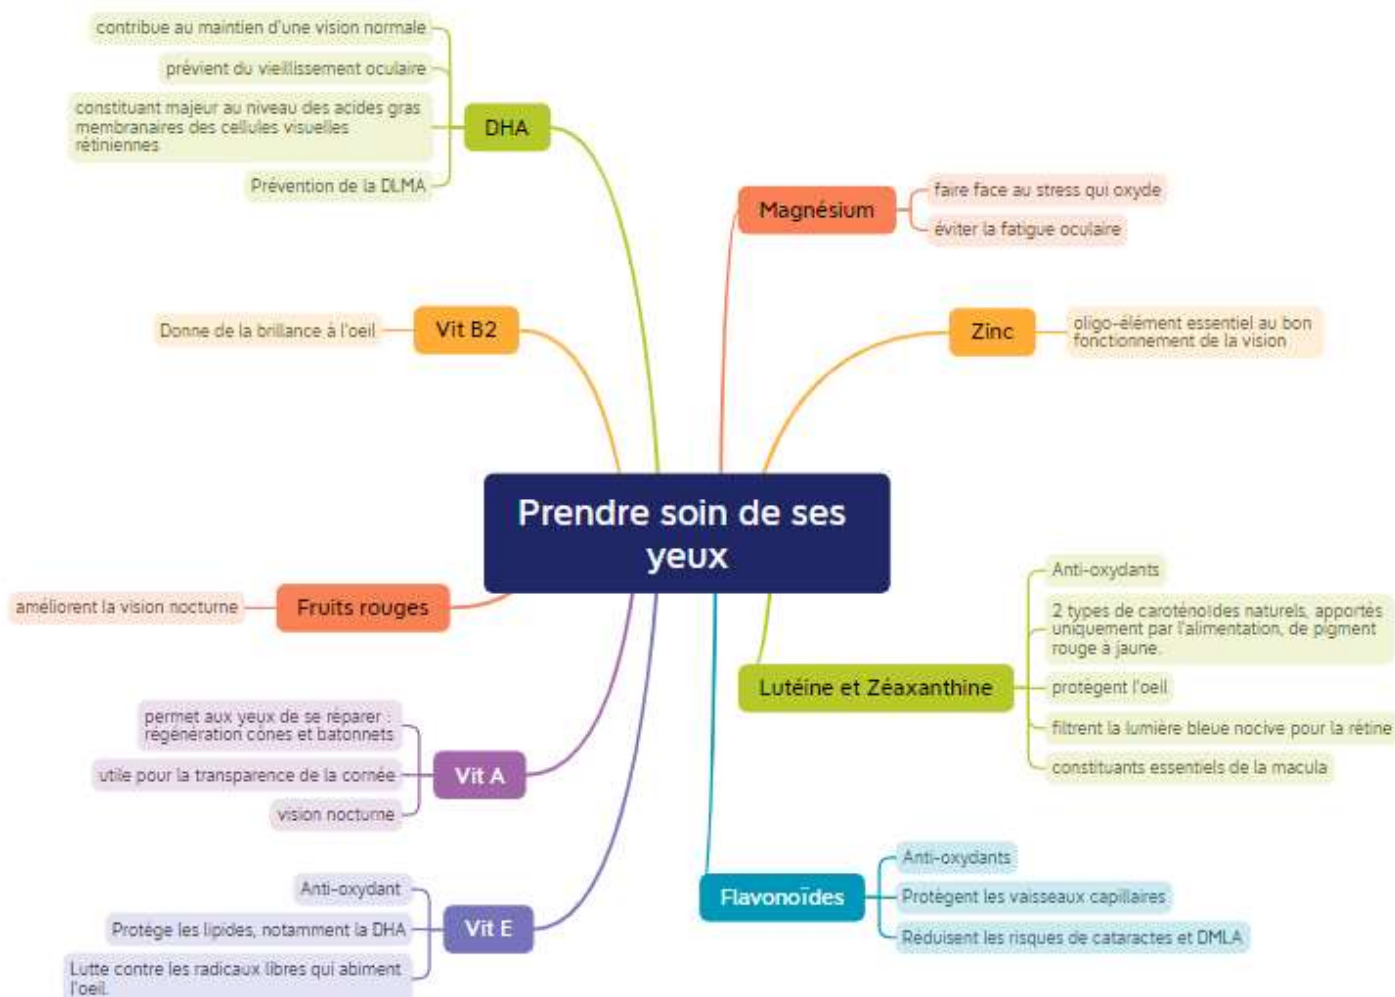 Prendre soin de ses
yeux
DHA
contribue au maintien d'une vision normale
prévient du vieillissement oculaire
constituant majeur au niveau des acides gras
membranaires des cellules visuelles
rétiniennes
Prévention de la DLMA
Vit B2
Donne de la brillance à l'oeil
Fruits rouges
améliorent la vision nocturne
Vit A
permet aux yeux de se réparer :
régénération cônes et batonnets
utile pour la transparence de la cornée
vision nocturne
Vit E
Anti-oxydant
Protège les lipides, notamment la DHA
Lutte contre les radicaux libres qui abiment
l'oeil.
Magnésium
faire face au stress qui oxyde
éviter la fatigue oculaire
Zinc
oligo-élément essentiel au bon
fonctionnement de la vision
Lutéine et Zéaxanthine
Anti-oxydants
2 types de caroténoïdes naturels, apportés
uniquement par l'alimentation, de pigment
rouge à jaune.
protègent l'oeil
filtrent la lumière bleue nocive pour la rétine
constituants essentiels de la macula
Flavonoïdes
Anti-oxydants
Protègent les vaisseaux capillaires
Réduisent les risques de cataractes et DMLA